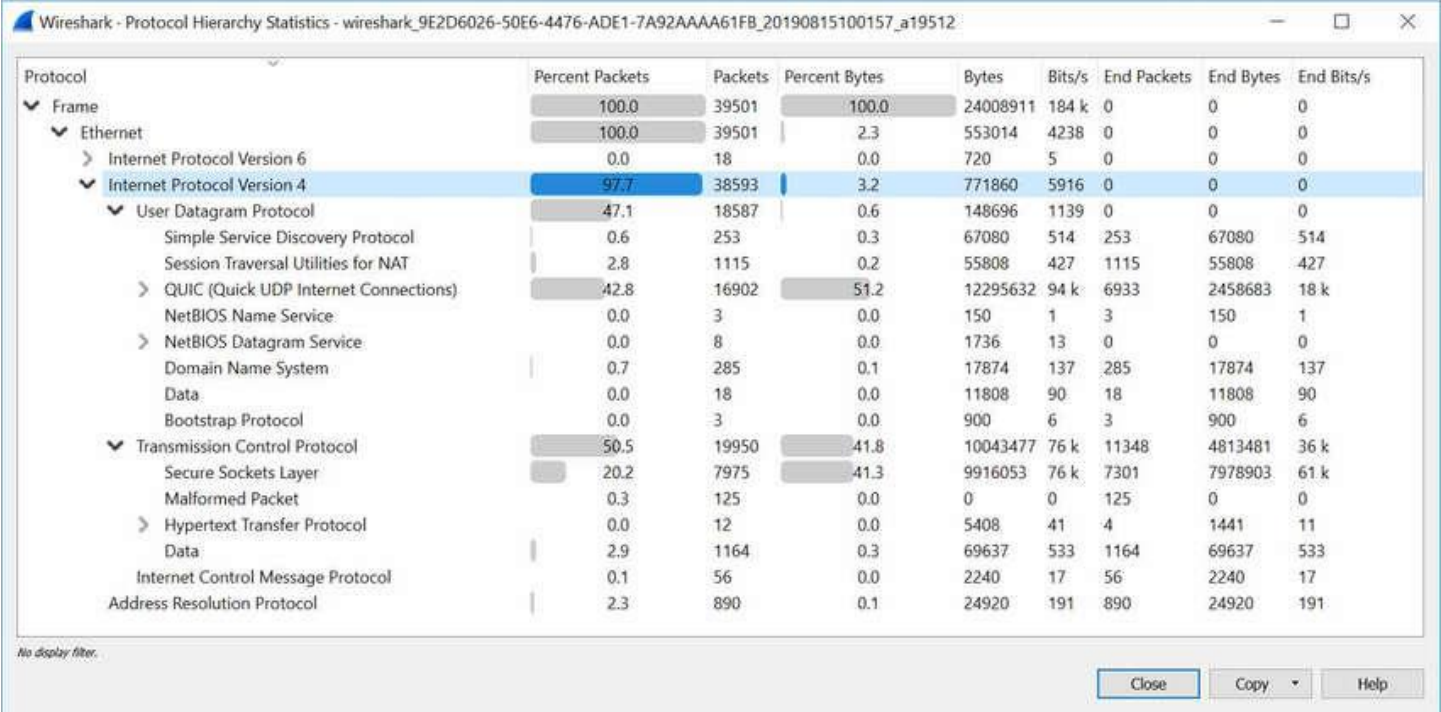 Wireshark - Protocol Hierarchy Statistics - wireshark_9E2D6026-50E6-4476-ADE1-7A92AAAA61FB_20190815100157_a19512
Protocol Percent Packets Packets Percent Bytes Bytes Bits/s End Packets End Bytes End Bits/s
Frame 100.0 39501 100.0 24008911 184 k 0 0 0
Ethernet 100.0 39501 2.3 553014 4238 0 0 0
Internet Protocol Version 6 0.0 18 0.0 720 5 0 0 0
Internet Protocol Version 4 97.7 38593 3.2 771860 5916 0 0 0
User Datagram Protocol 47.1 18587 0.6 148696 1139 0 0 0
Simple Service Discovery Protocol 0.6 253 0.3 67080 514 253 67080 514
Session Traversal Utilities for NAT 2.8 1115 0.2 55808 427 1115 55808 427
QUIC (Quick UDP Internet Connections) 42.8 16902 51.2 12295632 94 k 6933 2458683 18 k
NetBIOS Name Service 0.0 3 0.0 150 1 3 150 1
NetBIOS Datagram Service 0.0 8 0.0 1736 13 0 0 0
Domain Name System 0.7 285 0.1 17874 137 285 17874 137
Data 0.0 18 0.0 11808 90 18 11808 90
Bootstrap Protocol 0.0 3 0.0 900 6 3 900 6
Transmission Control Protocol 50.5 19950 41.8 10043477 76 k 11348 4813481 36 k
Secure Sockets Layer 20.2 7975 41.3 9916053 76 k 7301 7978903 61 k
Malformed Packet 0.3 125 0.0 0 0 125 0 0
Hypertext Transfer Protocol 0.0 12 0.0 5408 41 4 1441 11
Data 2.9 1164 0.3 69637 533 1164 69637 533
Internet Control Message Protocol 0.1 56 0.0 2240 17 56 2240 17
Address Resolution Protocol 2.3 890 0.1 24920 191 890 24920 191
No display filter.
Close Copy Help